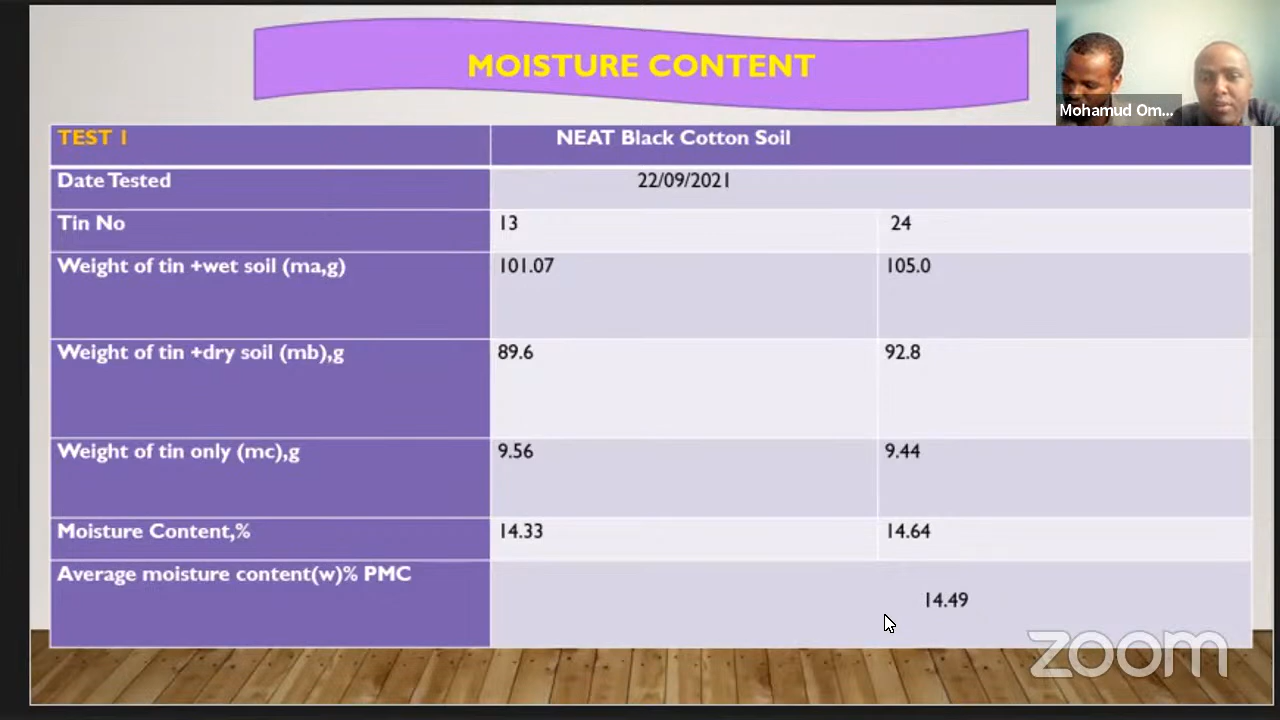 MOISTURE CONTENT
Mohamud Om...
TEST 1 NEAT Black Cotton Soil
Date Tested 22/09/2021
Tin No 13 24
Weight of tin +wet soil (ma,g) 101.07 105.0
Weight of tin +dry soil (mb),g 89.6 92.8
Weight of tin only (mc),g 9.56 9.44
Moisture Content,% 14.33 14.64
Average moisture content(w)% PMC 14.49
zoom